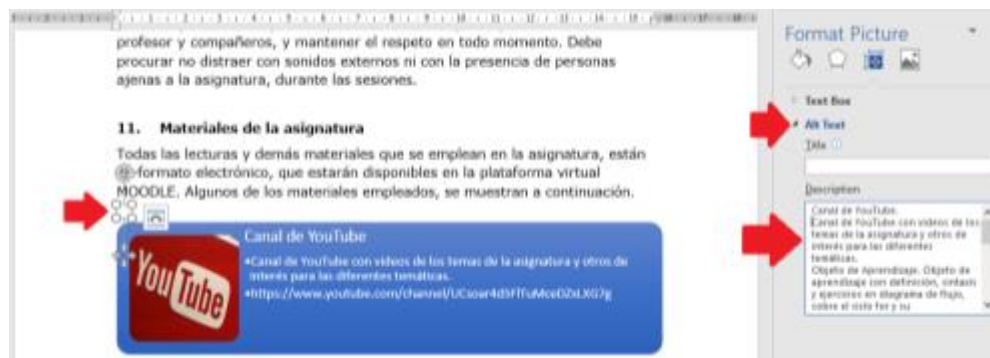 profesor y compañeros, y mantener el respeto en todo momento. Debe
procurar no distraer con sonidos externos ni con la presencia de personas
ajenas a la asignatura, durante las sesiones.
11. Materiales de la asignatura
Todas las lecturas y demás materiales que se emplean en la asignatura, están
formato electrónico, que estarán disponibles en la plataforma virtual
MOODLE. Algunos de los materiales empleados, se muestran a continuación.
YouTube
Canal de YouTube
•Canal de YouTube con videos de los temas de la asignatura y otros de
interés para las diferentes temáticas.
Format Picture
Text Box
Alt Text
Title
Description
Canal de YouTube.
Canal de YouTube con videos de los
temas de la asignatura y otros de
interés para las diferentes
temáticas.
Objeto de Aprendizaje. Objeto de
aprendizaje con definición, sintaxis
y ejercicios en diagrama de flujo,
sobre el ciclo for y su